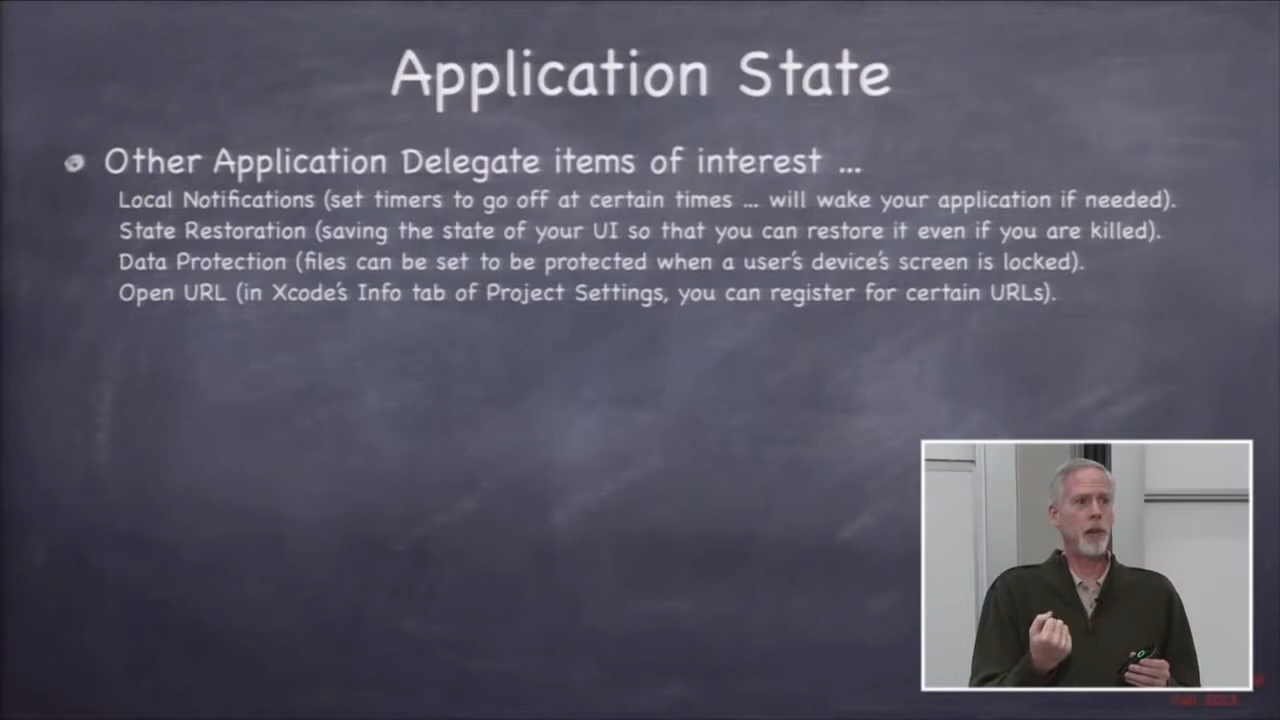 Application State
Other Application Delegate items of interest ...
Local Notifications (set timers to go off at certain times ... will wake your application if needed).
State Restoration (saving the state of your UI so that you can restore it even if you are killed).
Data Protection (files can be set to be protected when a user's device's screen is locked).
Open URL (in Xcode's Info tab of Project Settings, you can register for certain URLs).